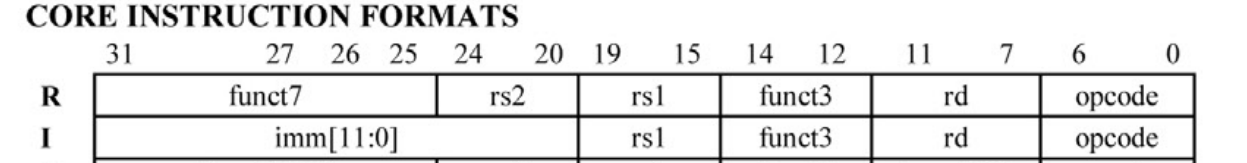 CORE INSTRUCTION FORMATS
31 27 26 25 24 20 19 15 14 12 11 7 6 0
R funct7 rs2 rs1 funct3 rd opcode
I imm[11:0] rs1 funct3 rd opcode